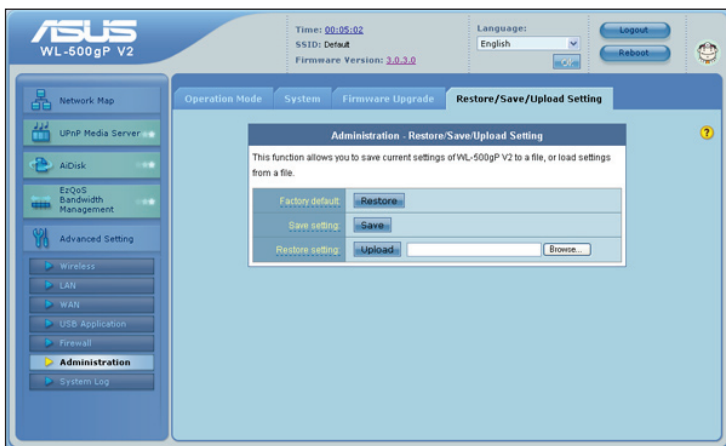 ASUS
WL-500gP V2
Time: 00:05:02
SSID: Default
Firmware Version: 3.0.3.0
Language:
English
OK
Logout
Reboot
Network Map
UPnP Media Server
AiDisk
EzQoS
Bandwidth
Management
Advanced Setting
Wireless
LAN
WAN
USB Application
Firewall
Administration
System Log
Operation Mode
System
Firmware Upgrade
Restore/Save/Upload Setting
Administration - Restore/Save/Upload Setting
This function allows you to save current settings of WL-500gP V2 to a file, or load settings
from a file.
Factory default: Restore
Save setting: Save
Restore setting: Upload Browse...
?